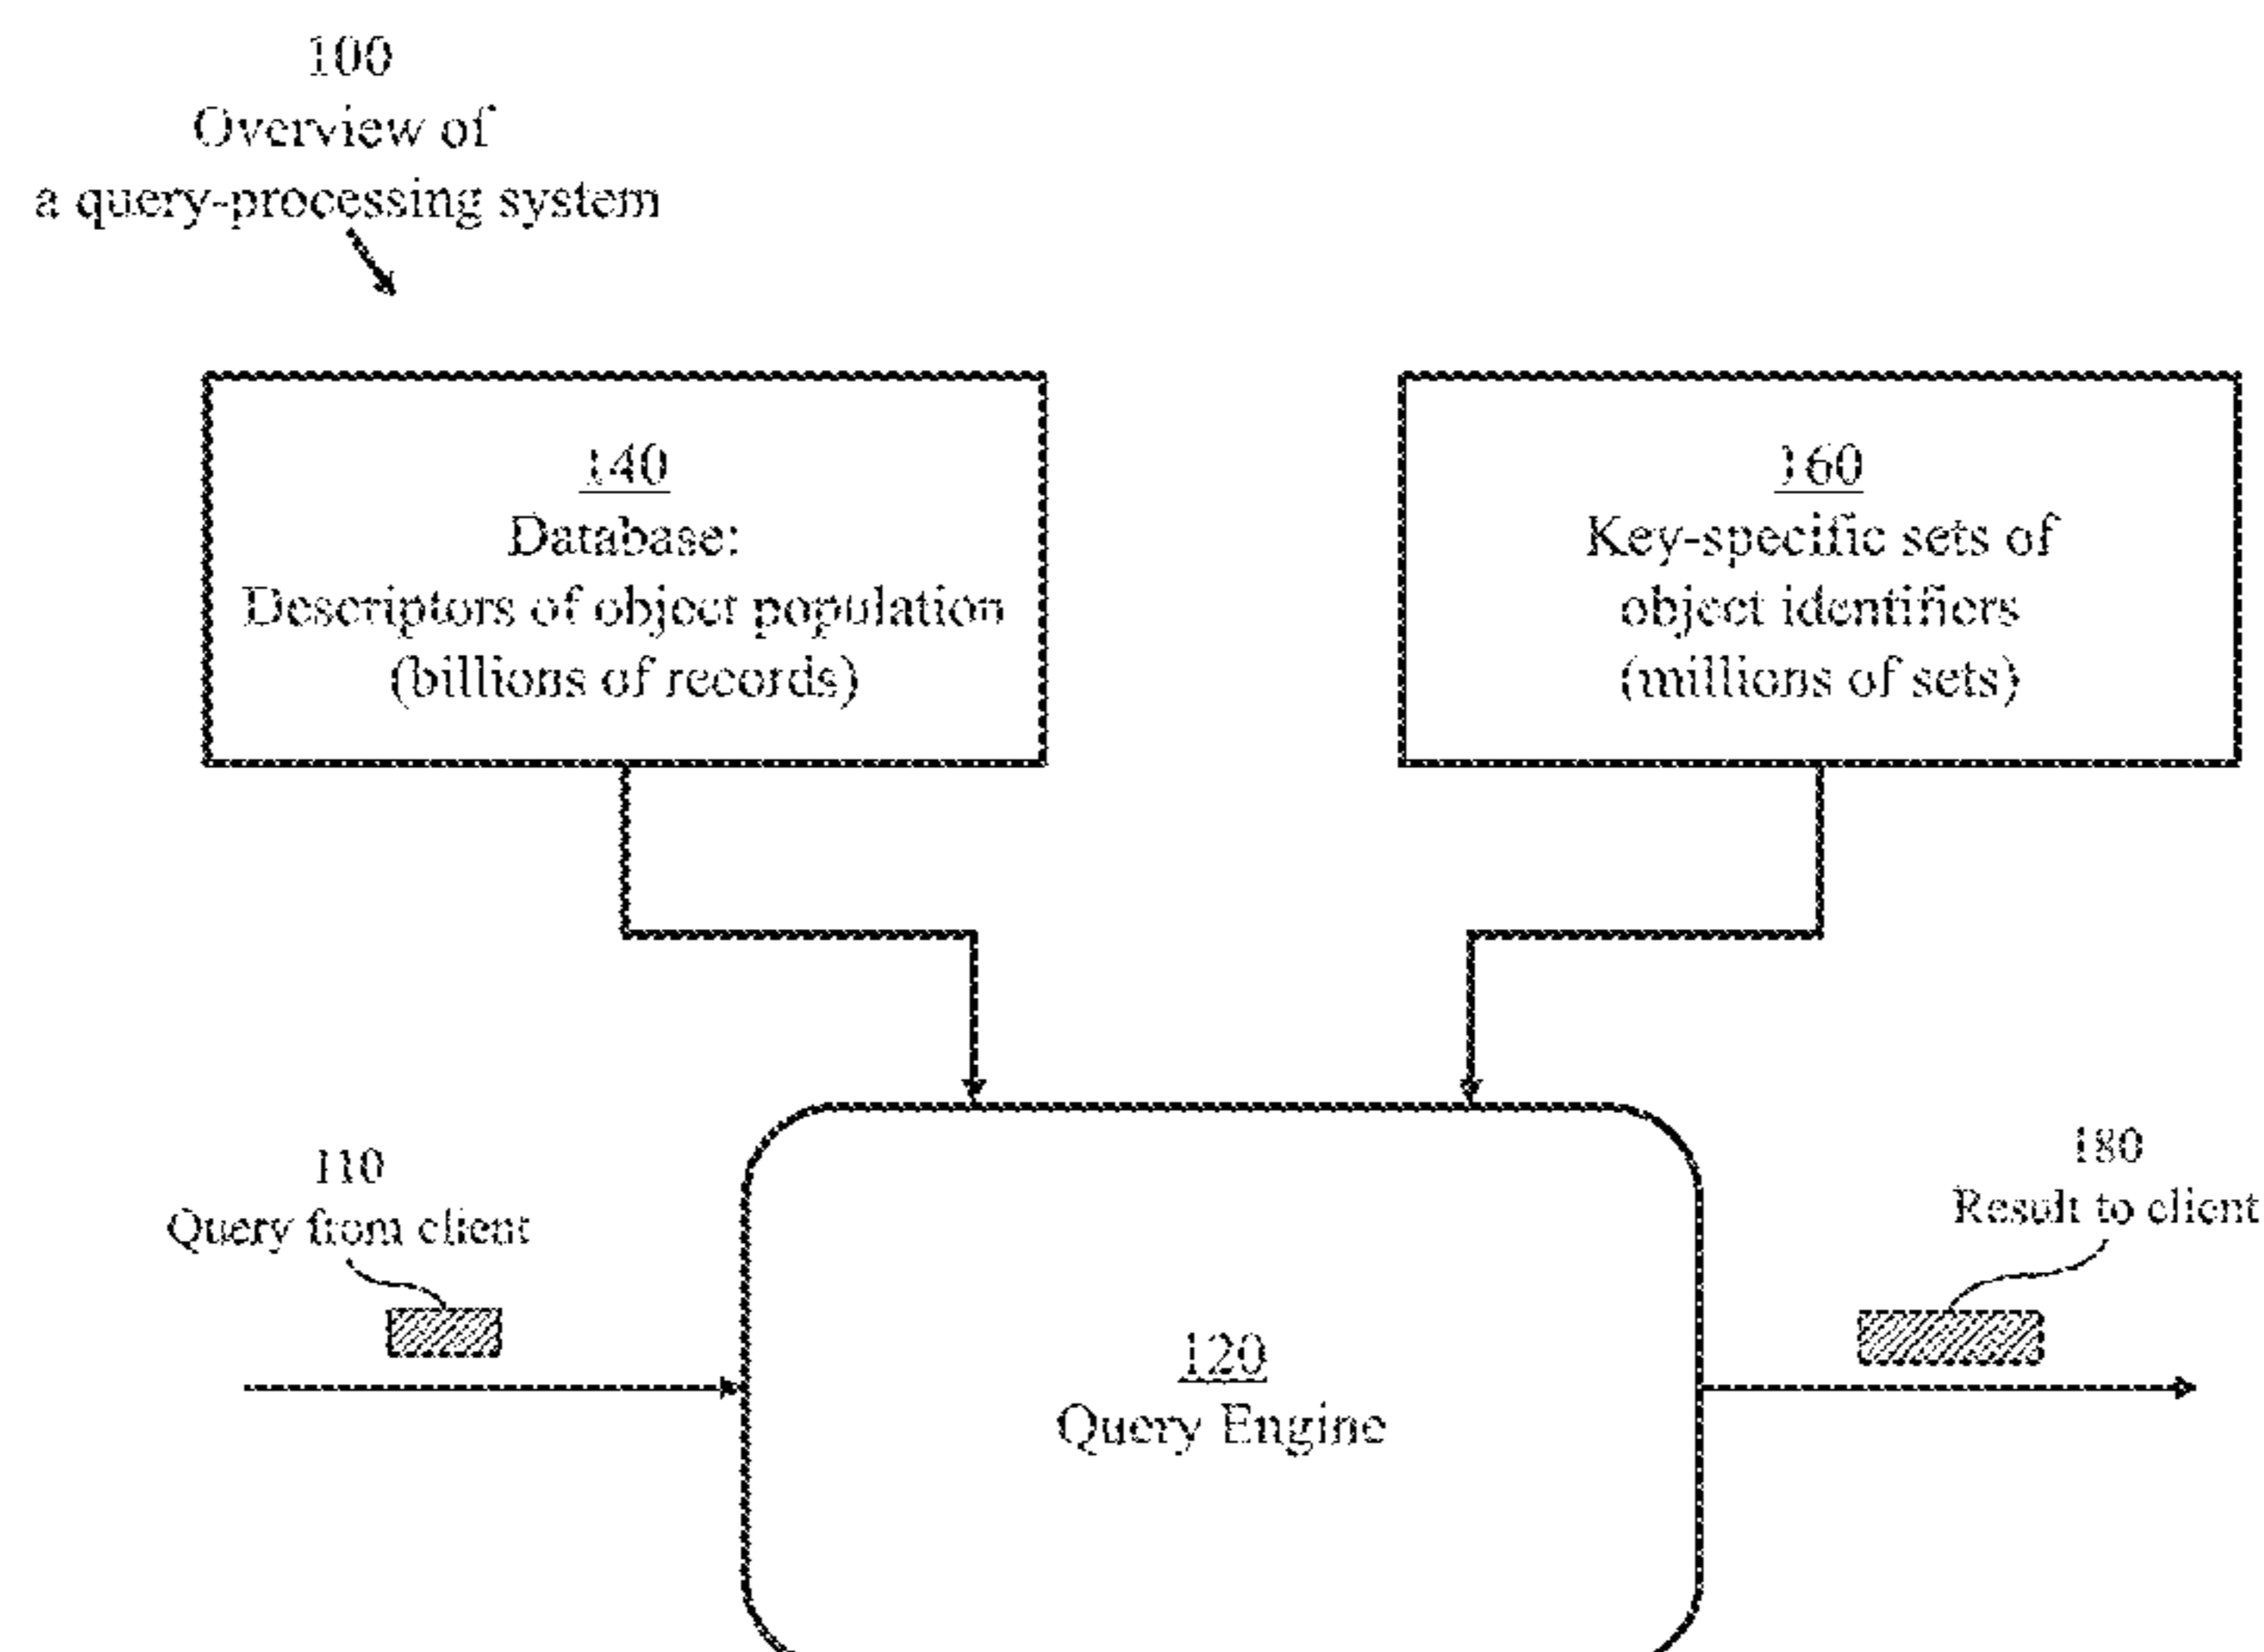 100
Overview of
a query-processing system
140
Database:
Descriptors of object population
(billions of records)
160
Key-specific sets of
object identifiers
(millions of sets)
110
Query from client
180
Result to client
120
Query Engine